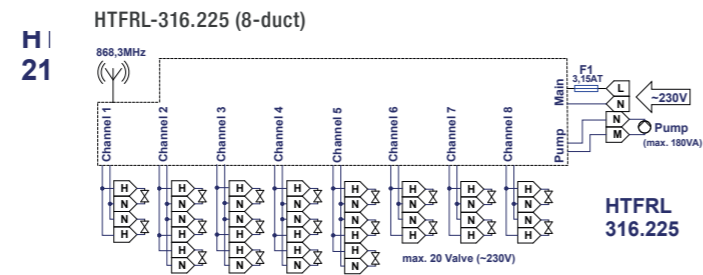 HTFRL-316.225 (8-duct)
H
21
868,3MHz
F1
3,15AT
Main
L
N
~230V
Pump
N
M
Pump
(max. 180VA)
Channel 1
Channel 2
Channel 3
Channel 4
Channel 5
Channel 6
Channel 7
Channel 8
H H H H H H H H
N N N N N N N N
N N N N N N N N
H H H H H H H H
H H H H
N N N N
max. 20 Valve (~230V)
HTFRL
316.225